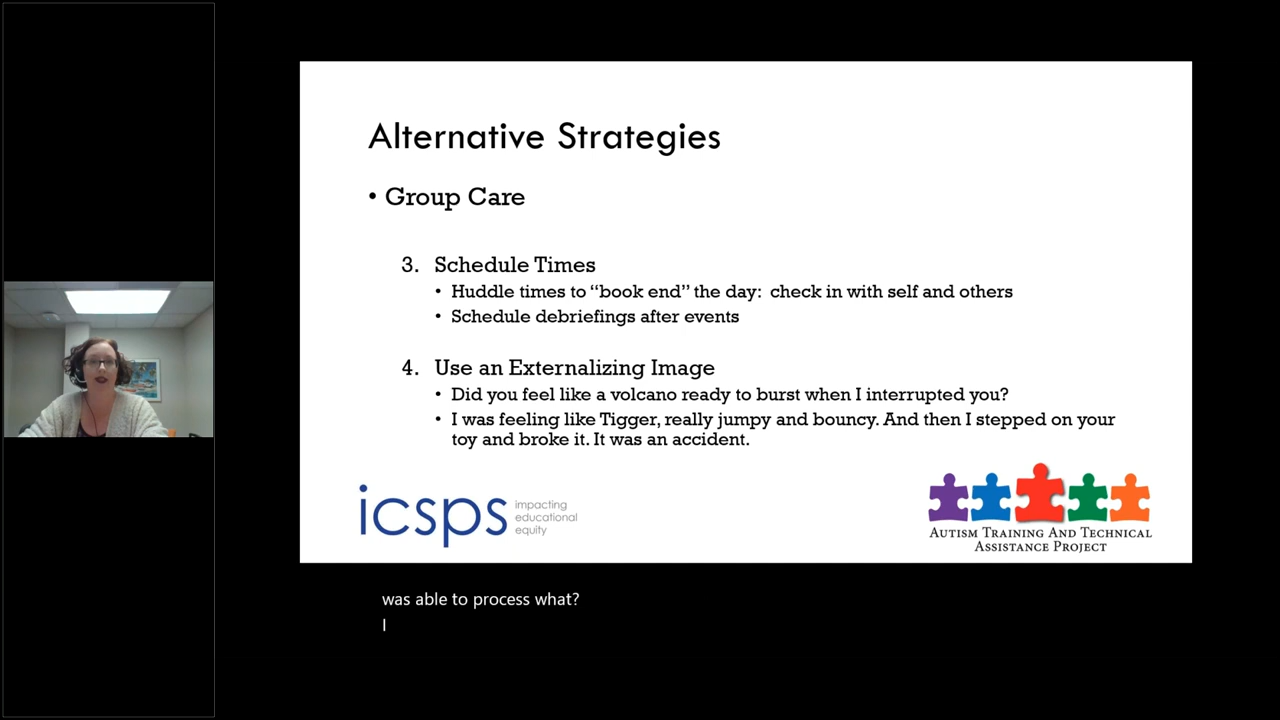 Alternative Strategies
• Group Care
3. Schedule Times
• Huddle times to “book end” the day:  check in with self and others
• Schedule debriefings after events
4. Use an Externalizing Image
• Did you feel like a volcano ready to burst when I interrupted you?
• I was feeling like Tigger, really jumpy and bouncy. And then I stepped on your
toy and broke it. It was an accident.
icsps
impacting
educational
equity
Autism Training And Technical
Assistance Project
was able to process what?
I